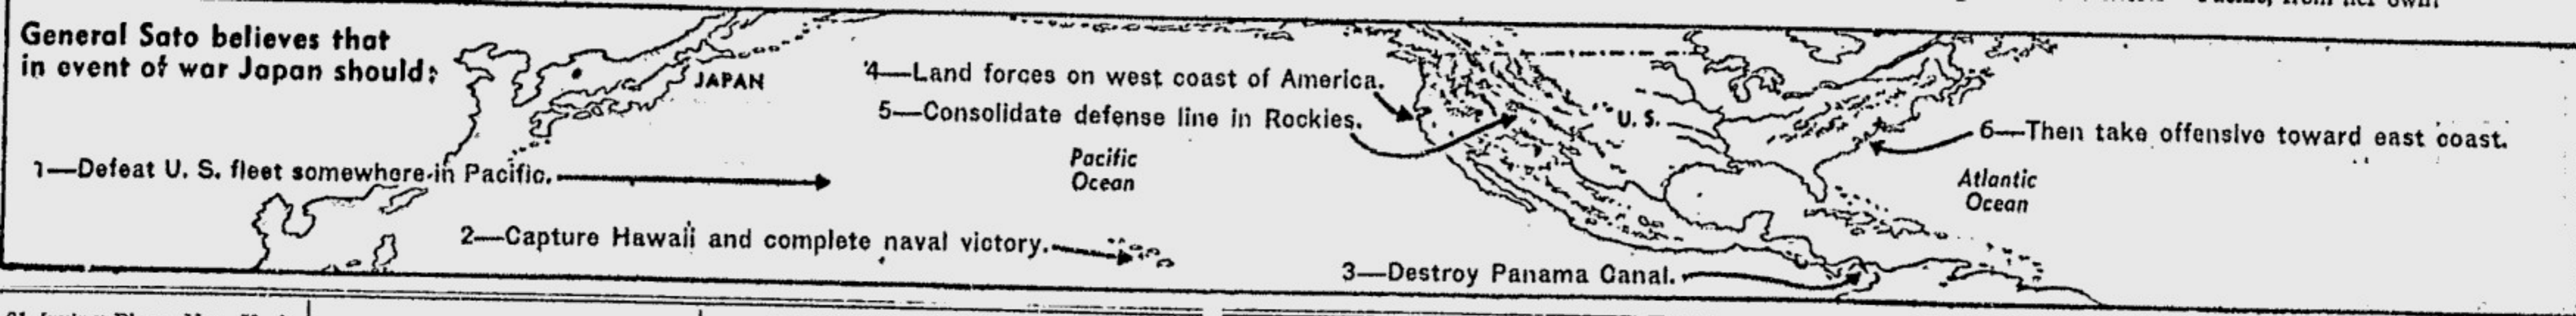 General Sato believes that
in event of war Japan should:
JAPAN
4—Land forces on west coast of America.
5—Consolidate defense line in Rockies.
U. S.
6—Then take offensive toward east coast.
1—Defeat U. S. fleet somewhere in Pacific.
Pacific
Ocean
Atlantic
Ocean
2—Capture Hawaii and complete naval victory.
3—Destroy Panama Canal.